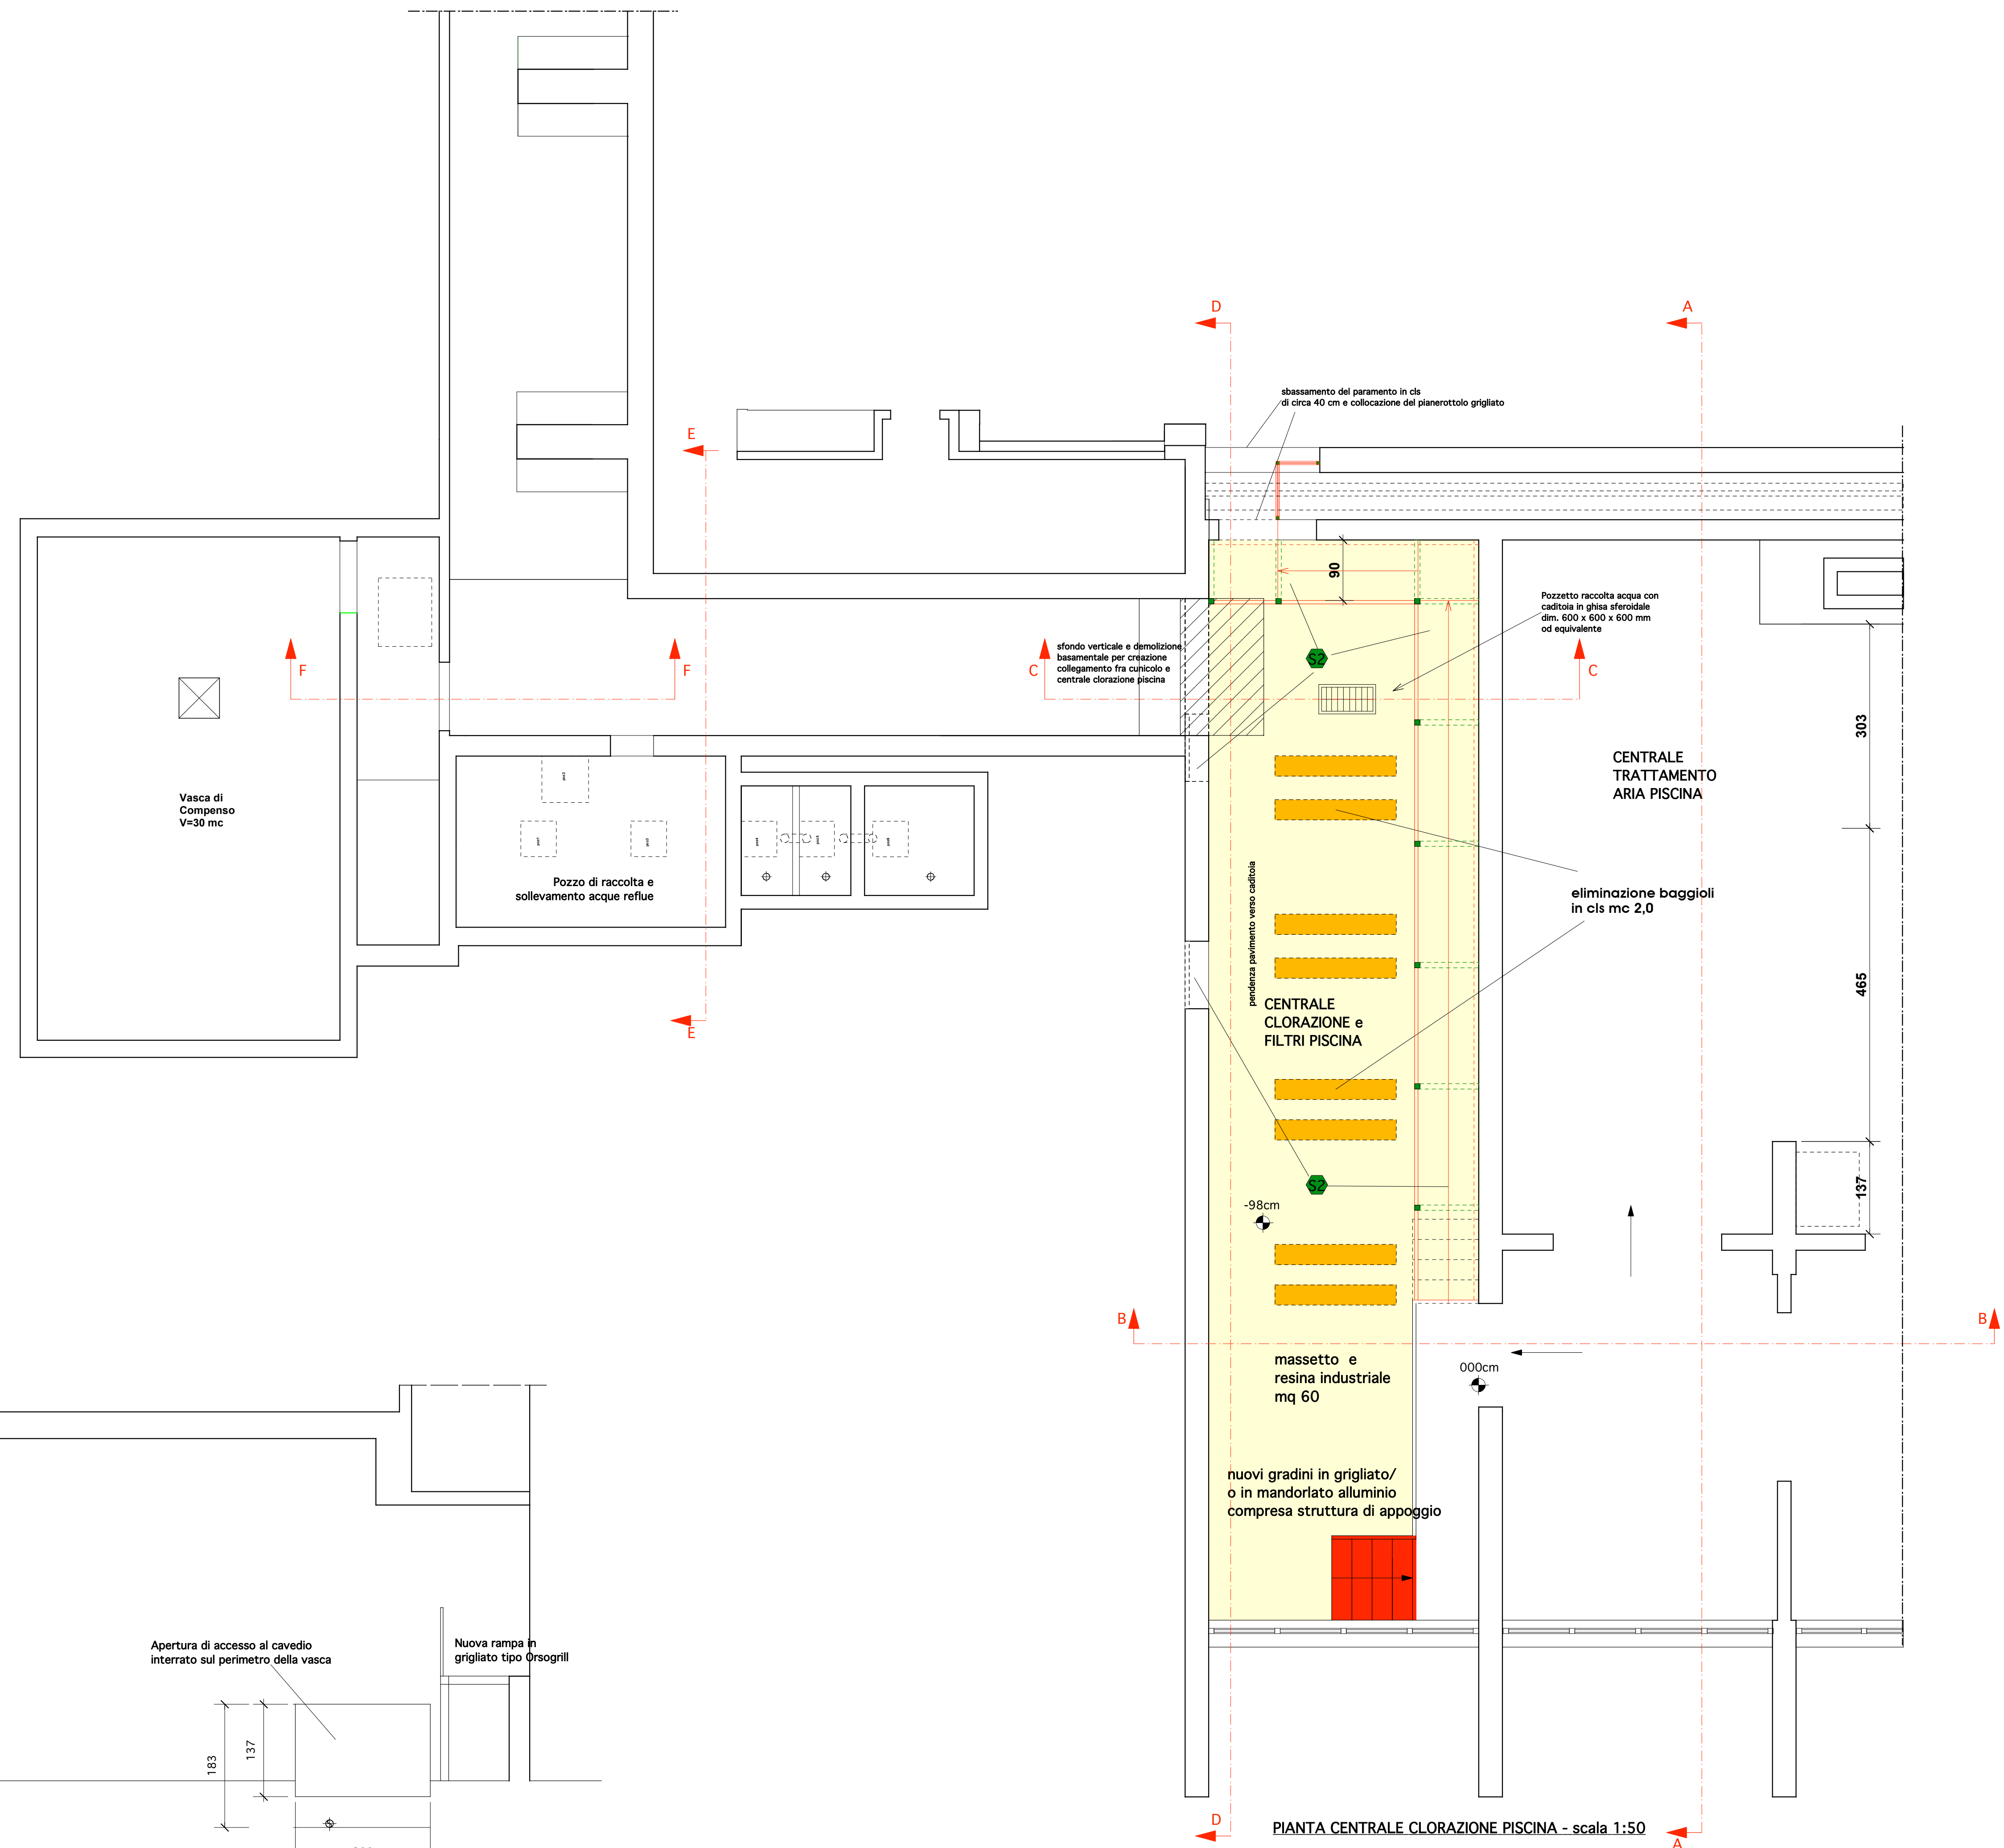 D
A
sbassamento del paramento in cls
di circa 40 cm e collocazione del pianerottolo grigliato
E
90
Pozzetto raccolta acqua con
caditoia in ghisa sferoidale
dim. 600 x 600 x 600 mm
od equivalente
sfondo verticale e demolizione
basamentale per creazione
collegamento fra cunicolo e
centrale clorazione piscina
S2
F
F
C
C
303
CENTRALE
TRATTAMENTO
ARIA PISCINA
Vasca di
Compenso
V=30 mc
Pozzo di raccolta e
sollevamento acque reflue
pendenza pavimento verso caditoia
eliminazione baggioli
in cls mc 2,0
465
CENTRALE
CLORAZIONE e
FILTRI PISCINA
E
S2
137
-98cm
B
B
massetto e
resina industriale
mq 60
000cm
nuovi gradini in grigliato/
o in mandorlato alluminio
compresa struttura di appoggio
Apertura di accesso al cavedio
interrato sul perimetro della vasca
Nuova rampa in
grigliato tipo Orsogrill
183
137
D
PIANTA CENTRALE CLORAZIONE PISCINA - scala 1:50
A